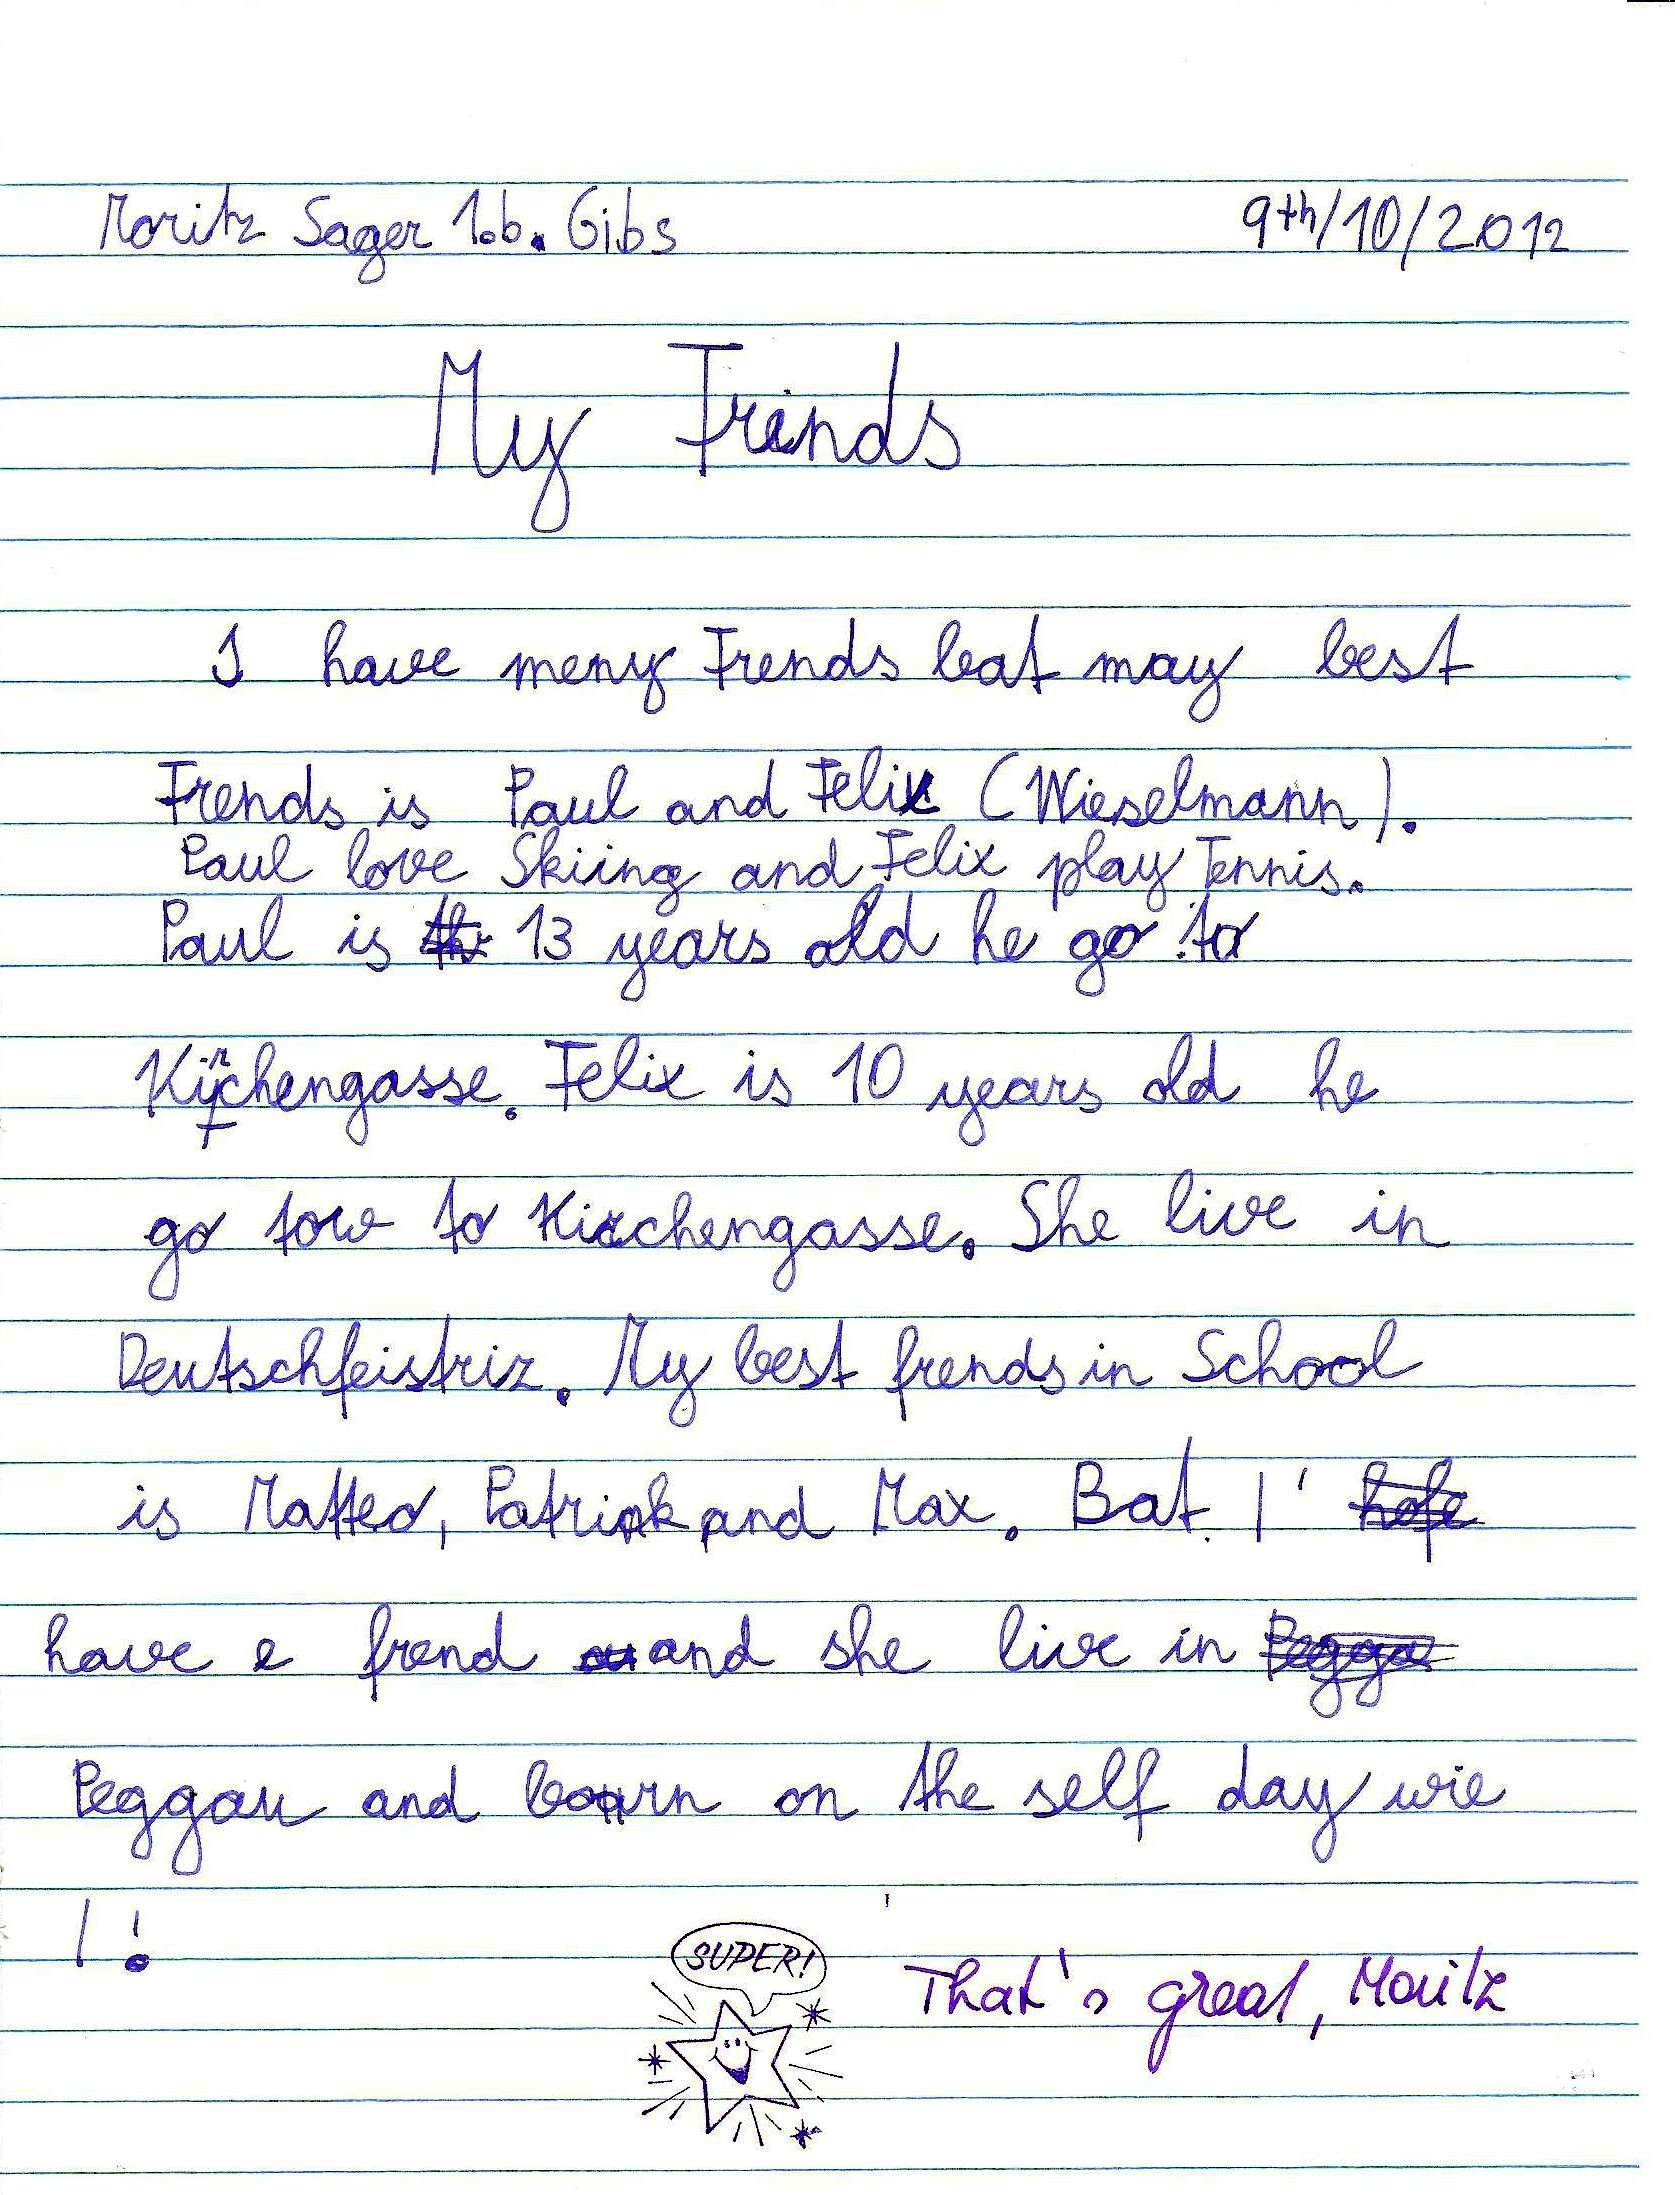 Moritz Sager 1.b. Gibs 9th/10/2012
My Frends
I have meny Frends bat may best
Frends is Paul and Felix (Wieselmann).
Paul love Skiing and Felix play Tennis.
Paul is 13 years old he go to
Kirchengasse. Felix is 10 years old he
go tow to Kirchengasse. She live in
Deutschfeistriz. My best frends in School
is Matteo, Patrick and Max. Bat I'
have e frend and she live in
Peggau and bourn on the self day wie
I!
SUPER!
That's great, Moritz